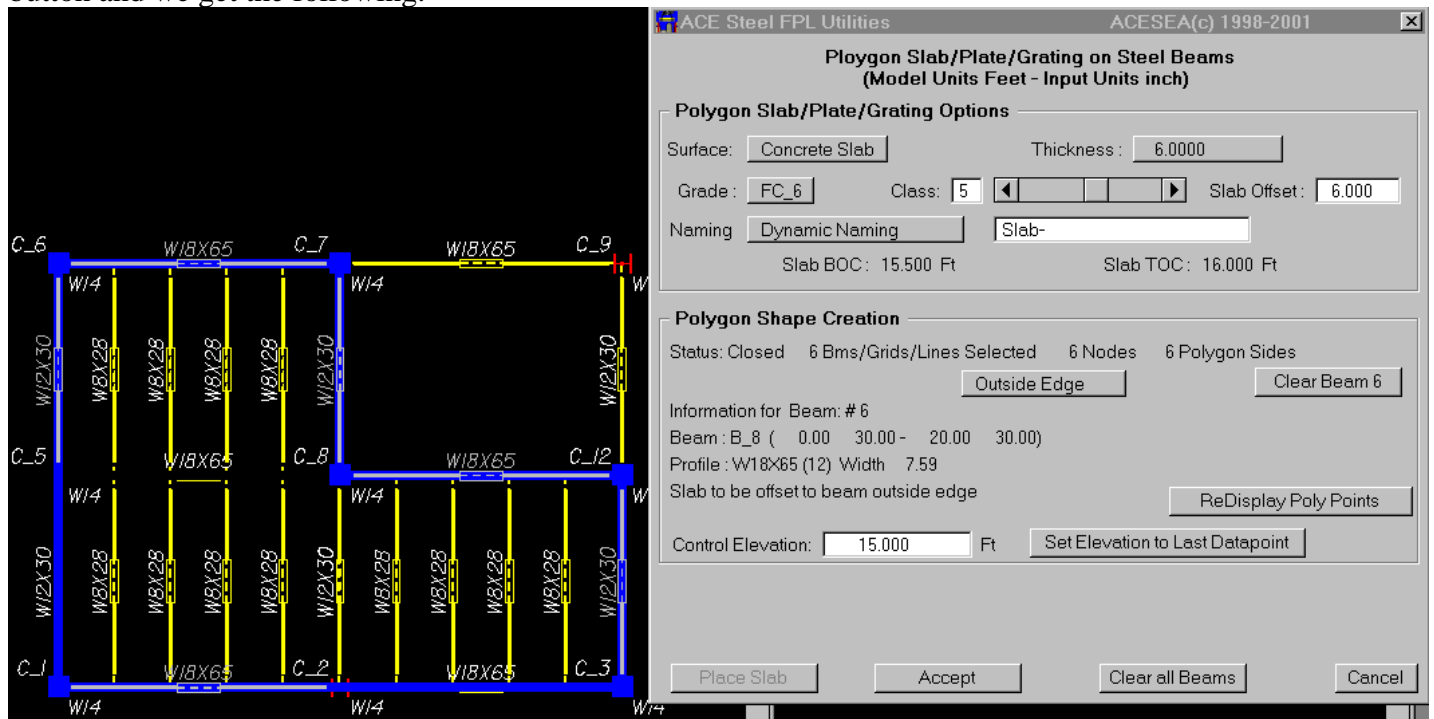 button and we get the following:
ACE Steel FPL Utilities ACESEA(c) 1998-2001
Ploygon Slab/Plate/Grating on Steel Beams
(Model Units Feet - Input Units inch)
Polygon Slab/Plate/Grating Options
Surface: Concrete Slab Thickness : 6.0000
Grade : FC_6 Class: 5 Slab Offset : 6.000
Naming Dynamic Naming Slab-
Slab BOC : 15.500 Ft Slab TOC : 16.000 Ft
Polygon Shape Creation
Status: Closed 6 Bms/Grids/Lines Selected 6 Nodes 6 Polygon Sides
Outside Edge Clear Beam 6
Information for Beam: # 6
Beam : B_8 ( 0.00 30.00 - 20.00 30.00)
Profile : W18X65 (12) Width 7.59
Slab to be offset to beam outside edge
ReDisplay Poly Points
Control Elevation: 15.000 Ft Set Elevation to Last Datapoint
Place Slab Accept Clear all Beams Cancel
C_6 W18X65 C_7 W18X65 C_9
W14 W14 W
W12X30 W8X28 W8X28 W8X28 W8X28 W12X30 W12X30
C_5 W18X65 C_8 W18X65 C_12
W14 W14 W
W12X30 W8X28 W8X28 W8X28 W8X28 W12X30 W8X28 W8X28 W8X28 W8X28 W12X30
C_1 W18X65 C_2 W18X65 C_3
W14 W14 W14